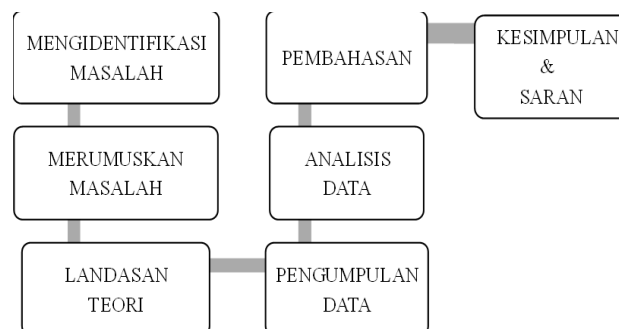 MENGIDENTIFIKASI
MASALAH
MERUMUSKAN
MASALAH
LANDASAN
TEORI
PENGUMPULAN
DATA
ANALISIS
DATA
PEMBAHASAN
KESIMPULAN
&
SARAN